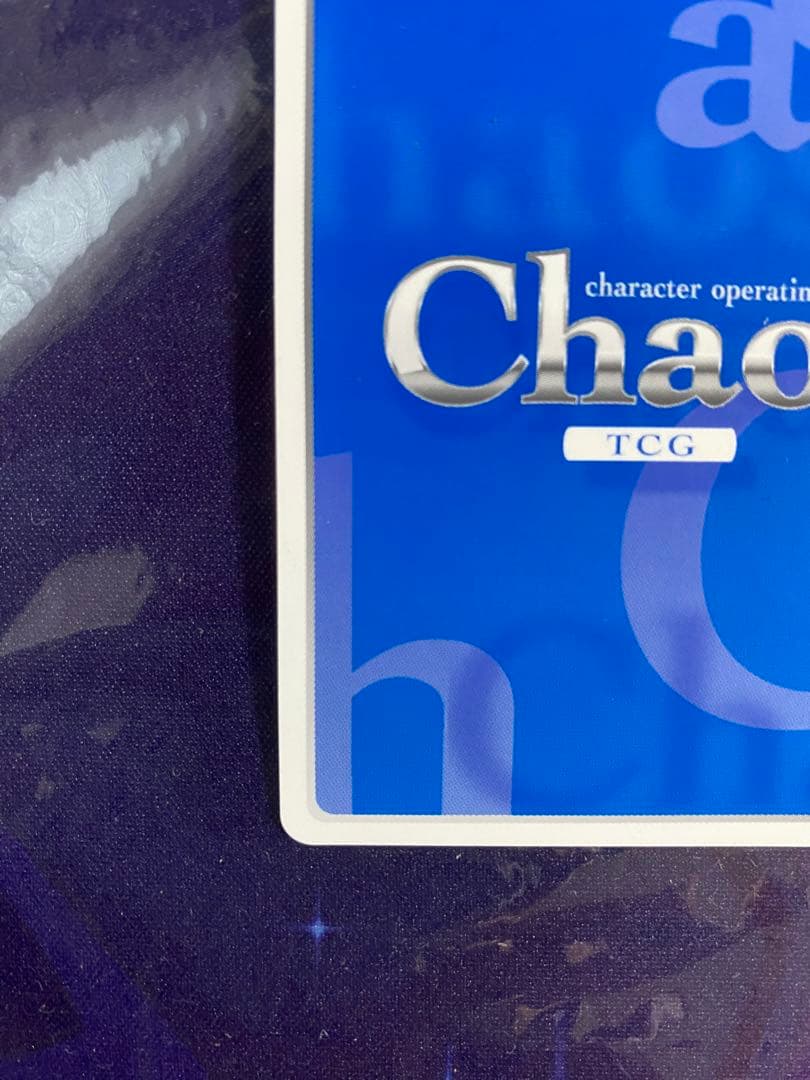 a
character operatin
Chao
TCG
h